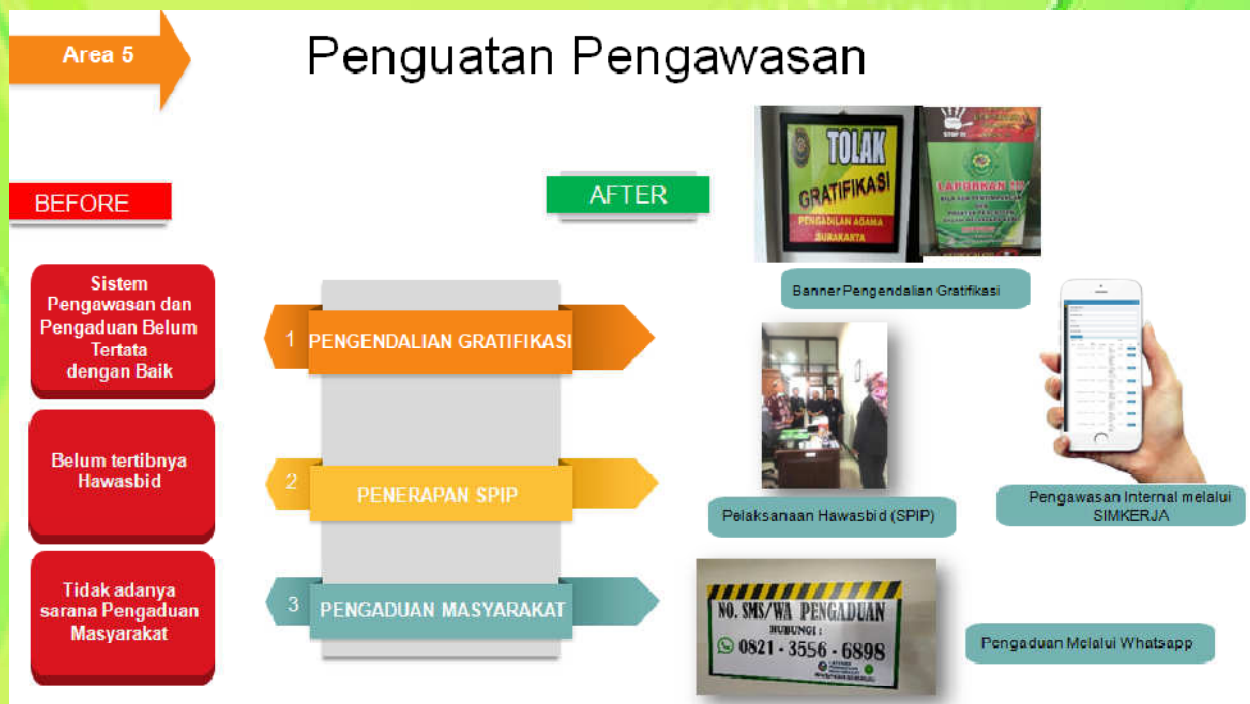 Area 5
Penguatan Pengawasan
BEFORE
AFTER
Sistem
Pengawasan dan
Pengaduan Belum
Tertata
dengan Baik
Belum tertibnya
Hawasbid
Tidak adanya
sarana Pengaduan
Masyarakat
1
PENGENDALIAN GRATIFIKASI
2
PENERAPAN SPIP
3
PENGADUAN MASYARAKAT
TOLAK
GRATIFIKASI
PENGADILAN AGAMA
SURAKARTA
LAPORKAN
Banner Pengendalian Gratifikasi
Pelaksanaan Hawasbid (SPIP)
Pengawasan Internal melalui
SIMKERJA
NO. SMS/WA PENGADUAN
HUBUNGI :
0821 - 3556 - 6898
Pengaduan Melalui Whatsapp